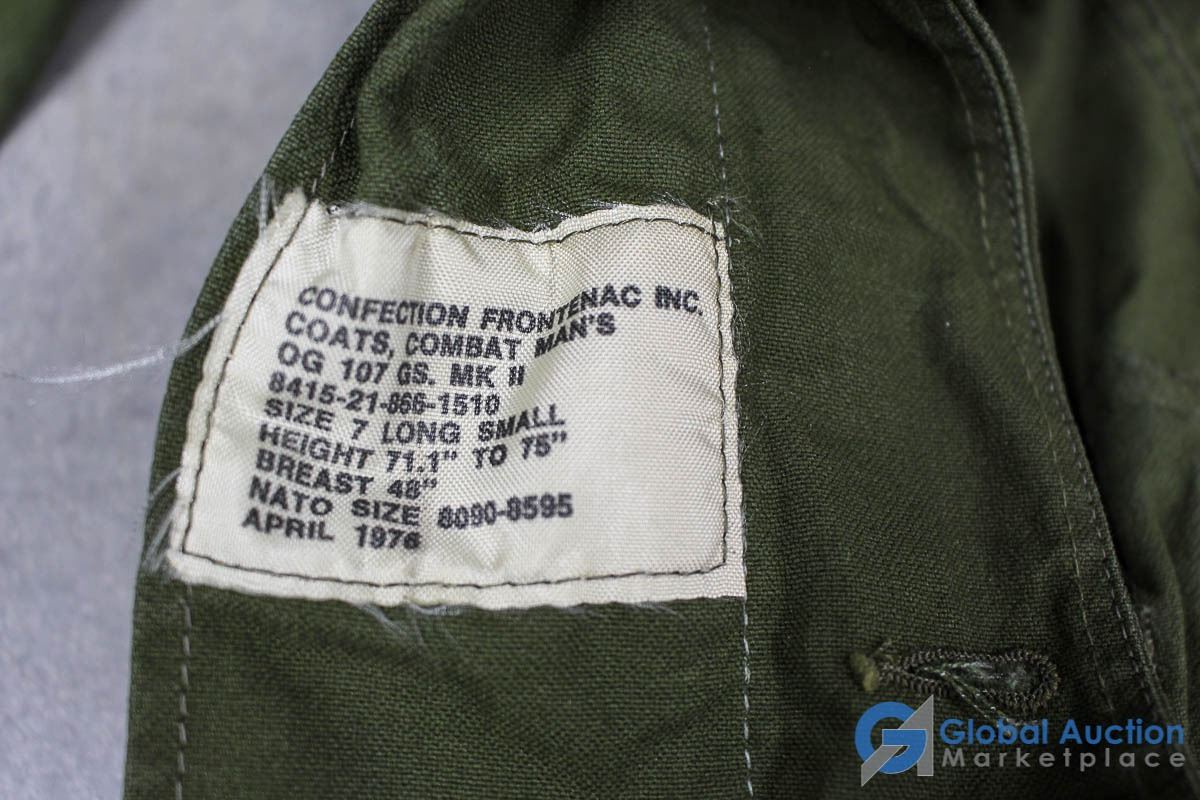 CONFECTION FRONTENAC INC.
COATS, COMBAT MAN'S
OG 107 GS. MK II
8415-21-866-1510
SIZE 7 LONG SMALL
HEIGHT 71.1" TO 75"
BREAST 48"
NATO SIZE 8090-8595
APRIL 1976
Global Auction
Marketplace